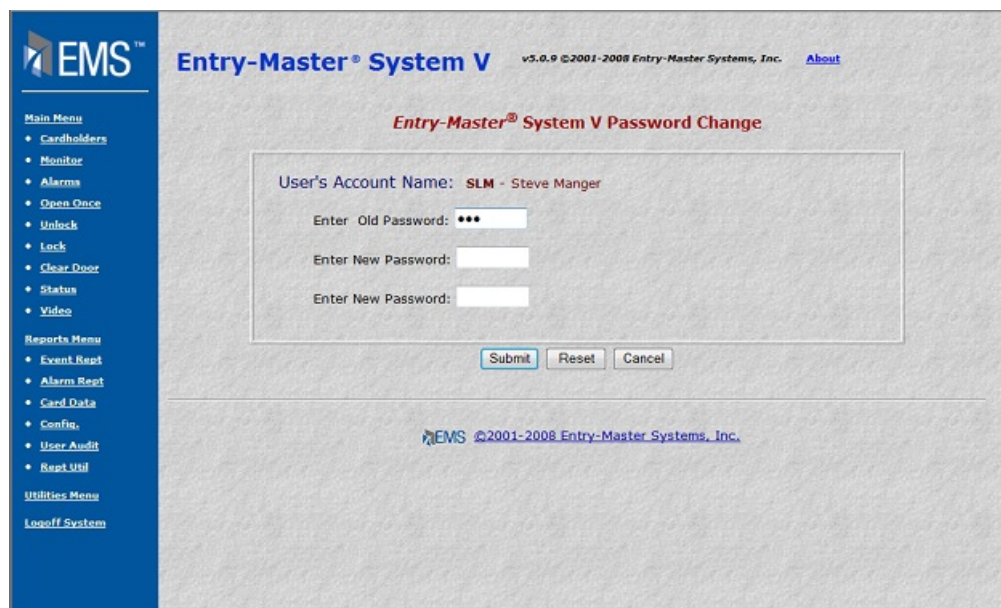 EMS™
Main Menu
Cardholders
Monitor
Alarms
Open Once
Unlock
Lock
Clear Door
Status
Video
Reports Menu
Event Rept
Alarm Rept
Card Data
Config.
User Audit
Rept Util
Utilities Menu
Logoff System
Entry-Master® System V v5.0.9 ©2001-2008 Entry-Master Systems, Inc. About
Entry-Master® System V Password Change
User's Account Name: SLM - Steve Manger
Enter Old Password: •••
Enter New Password:
Enter New Password:
Submit Reset Cancel
EMS ©2001-2008 Entry-Master Systems, Inc.